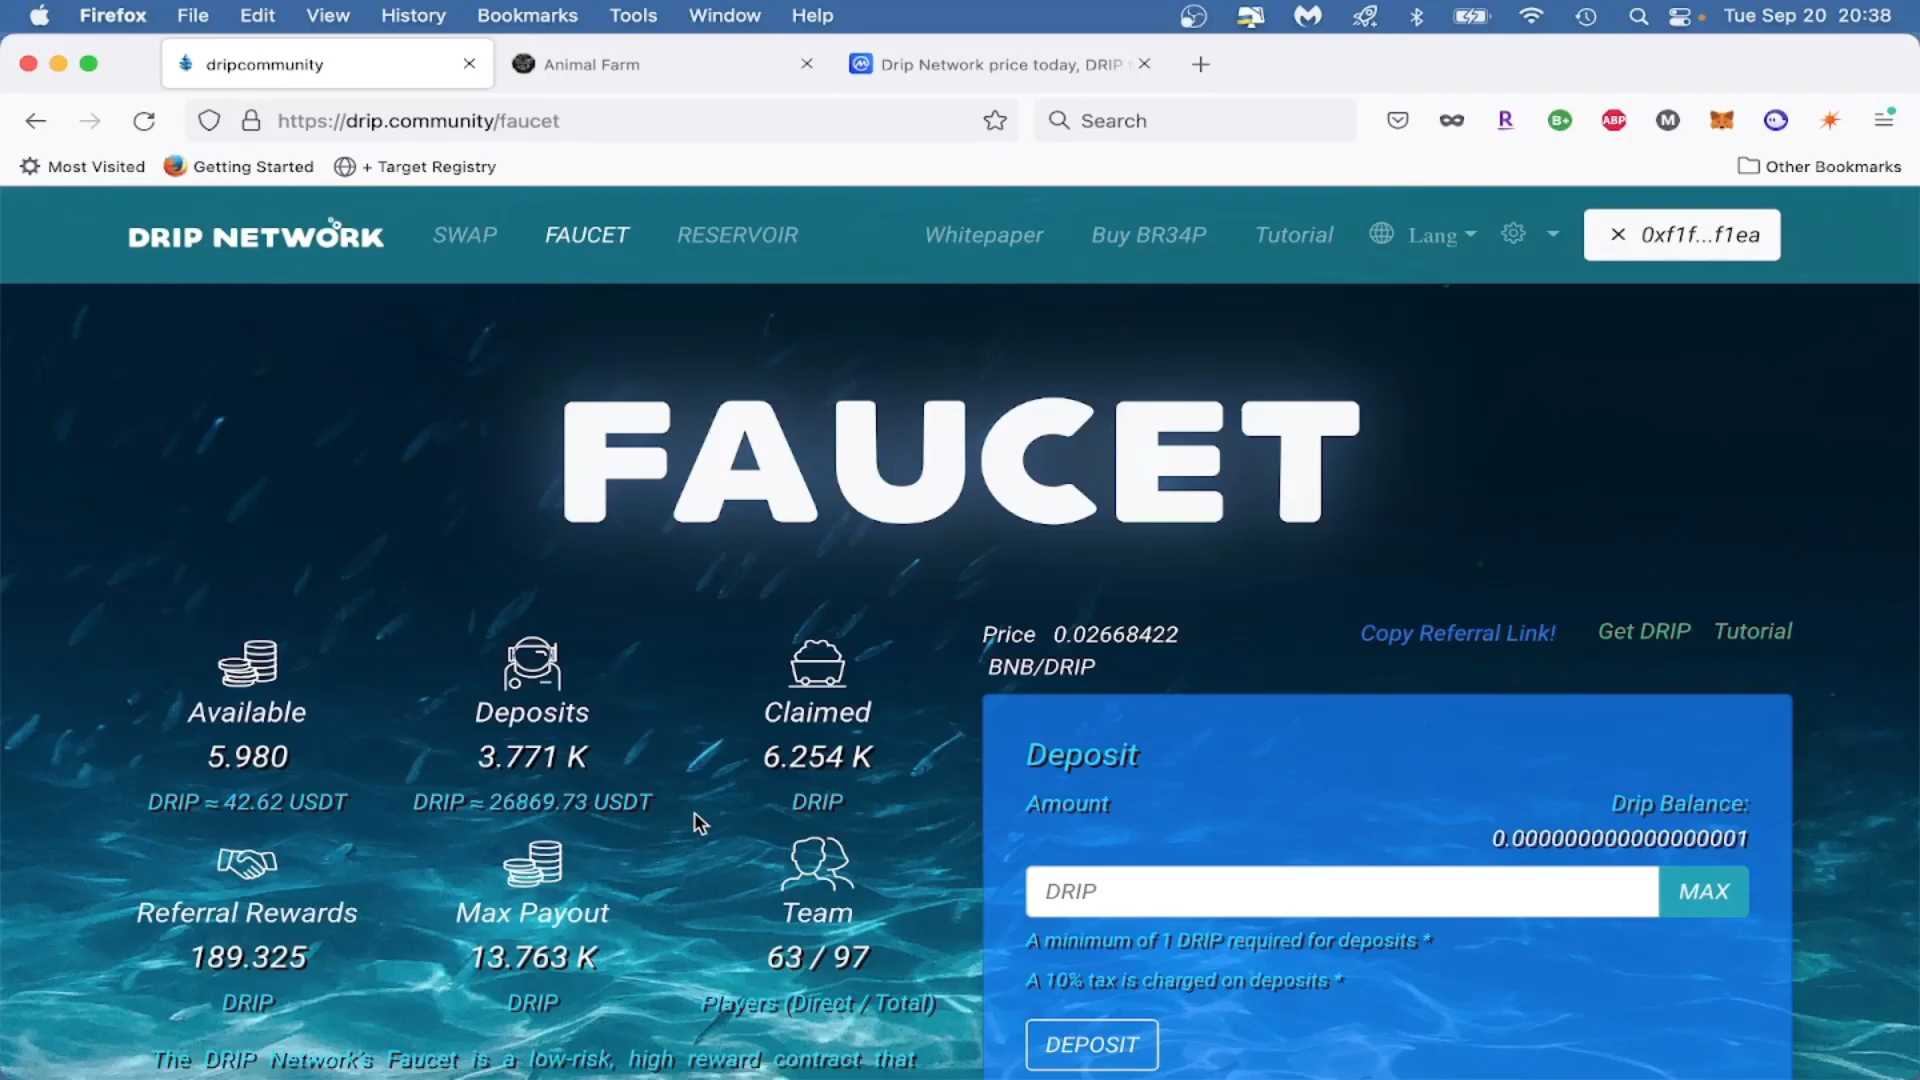 Firefox File Edit View History Bookmarks Tools Window Help Tue Sep 20 20:38
dripcommunity Animal Farm Drip Network price today, DRIP
https://drip.community/faucet Search
Most Visited Getting Started + Target Registry Other Bookmarks
DRIP NETWORK SWAP FAUCET RESERVOIR Whitepaper Buy BR34P Tutorial Lang 0xf1f...f1ea
FAUCET
Price 0.02668422
BNB/DRIP
Copy Referral Link! Get DRIP Tutorial
Available
5.980
DRIP ≈ 42.62 USDT
Deposits
3.771 K
DRIP ≈ 26869.73 USDT
Claimed
6.254 K
DRIP
Referral Rewards
189.325
DRIP
Max Payout
13.763 K
DRIP
Team
63 / 97
Players (Direct / Total)
The DRIP Network's Faucet is a low-risk, high reward contract that
Deposit
Amount
Drip Balance:
0.000000000000000001
DRIP MAX
A minimum of 1 DRIP required for deposits *
A 10% tax is charged on deposits *
DEPOSIT
R
B+
ABP
M